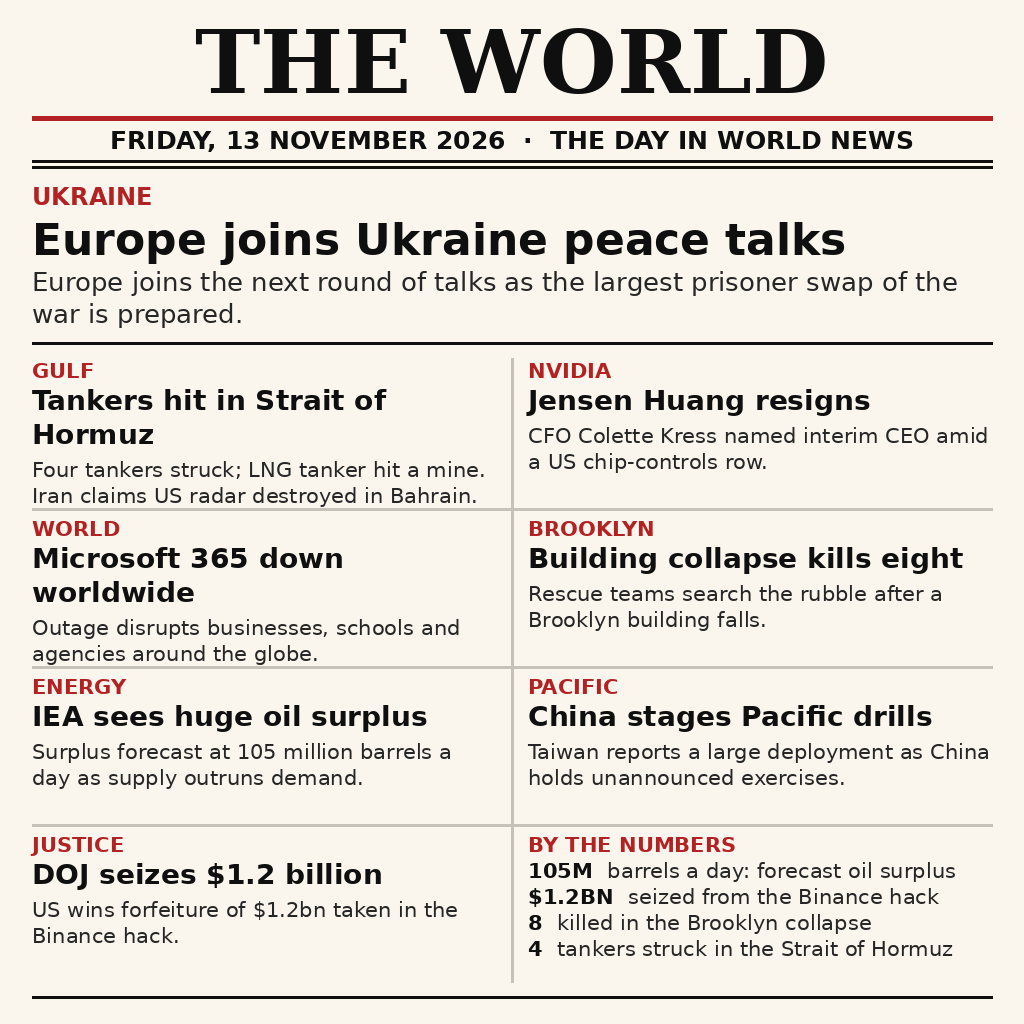 THE WORLD
FRIDAY, 13 NOVEMBER 2026 · THE DAY IN WORLD NEWS
UKRAINE
Europe joins Ukraine peace talks
Europe joins the next round of talks as the largest prisoner swap of the
war is prepared.
GULF
Tankers hit in Strait of
Hormuz
Four tankers struck; LNG tanker hit a mine.
Iran claims US radar destroyed in Bahrain.
NVIDIA
Jensen Huang resigns
CFO Colette Kress named interim CEO amid
a US chip-controls row.
WORLD
Microsoft 365 down
worldwide
Outage disrupts businesses, schools and
agencies around the globe.
BROOKLYN
Building collapse kills eight
Rescue teams search the rubble after a
Brooklyn building falls.
ENERGY
IEA sees huge oil surplus
Surplus forecast at 105 million barrels a
day as supply outruns demand.
PACIFIC
China stages Pacific drills
Taiwan reports a large deployment as China
holds unannounced exercises.
JUSTICE
DOJ seizes $1.2 billion
US wins forfeiture of $1.2bn taken in the
Binance hack.
BY THE NUMBERS
105M barrels a day: forecast oil surplus
$1.2BN seized from the Binance hack
8 killed in the Brooklyn collapse
4 tankers struck in the Strait of Hormuz